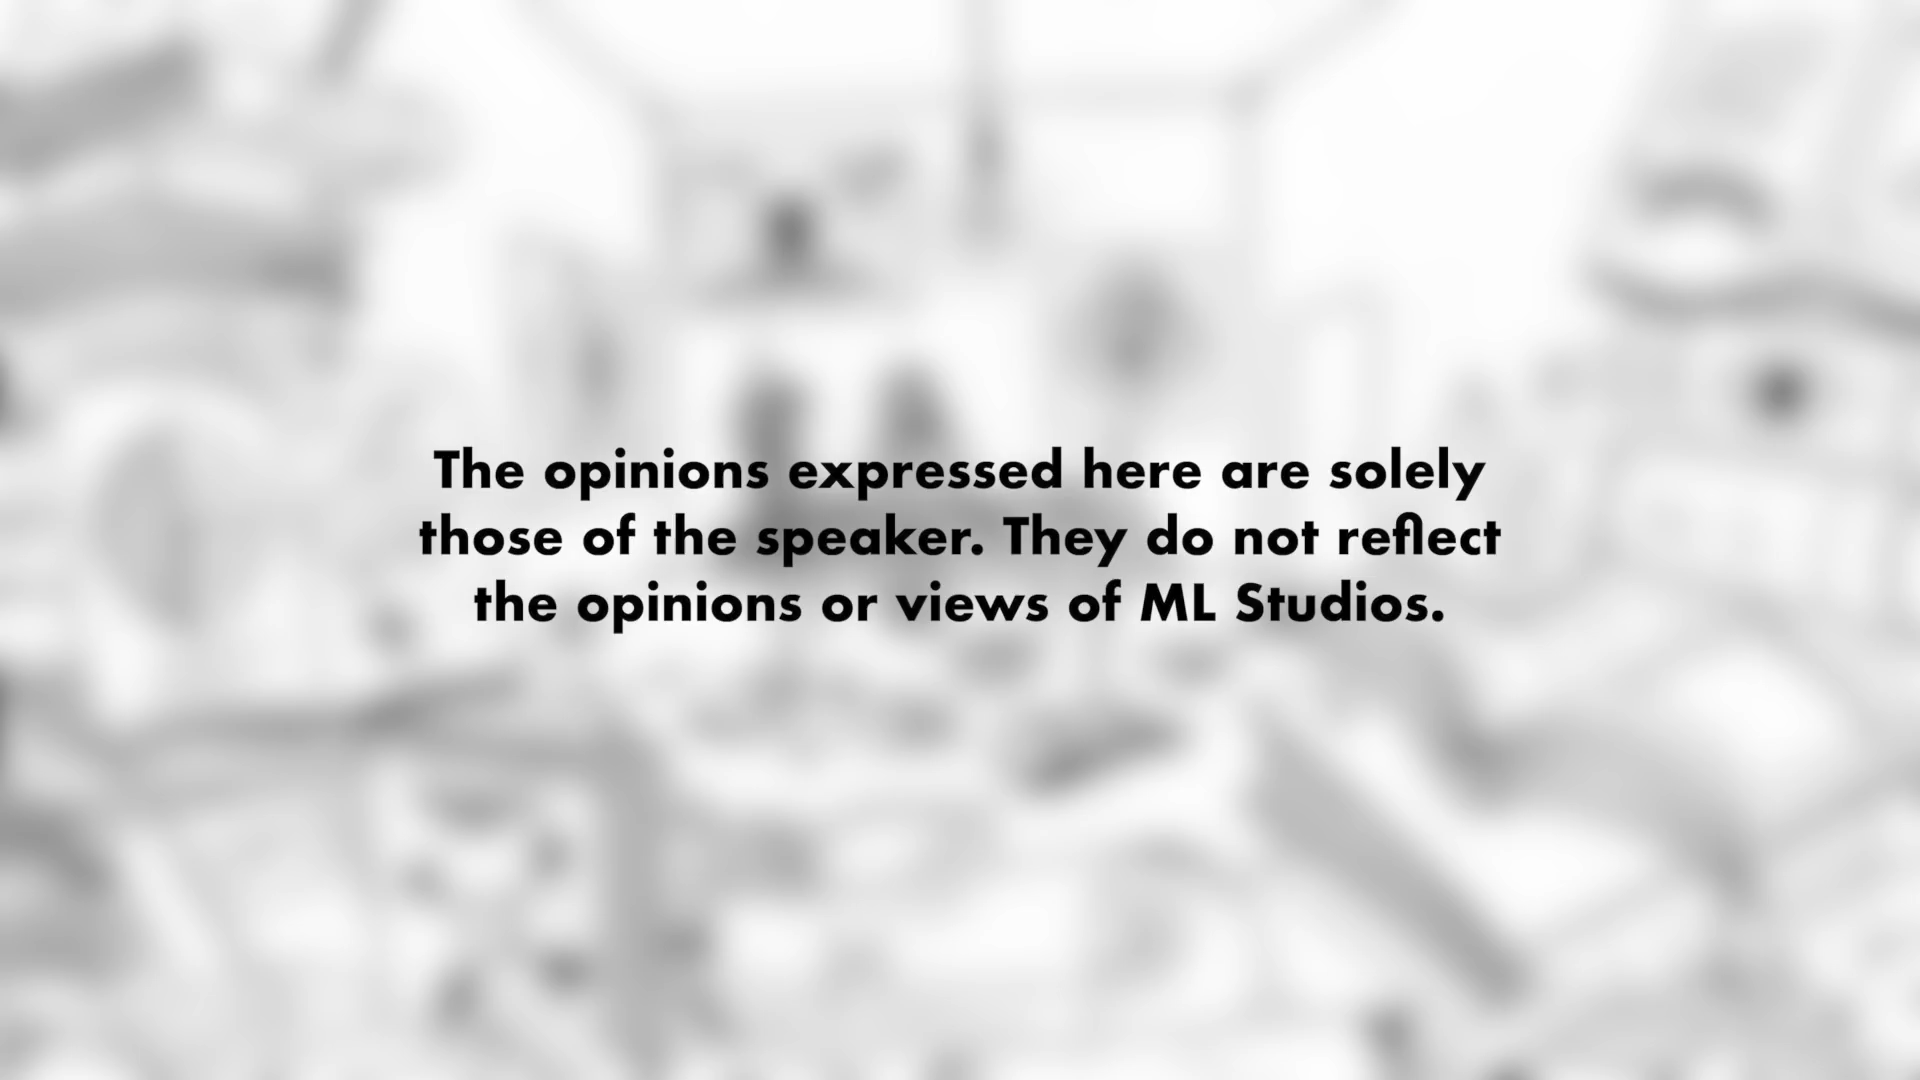 The opinions expressed here are solely
those of the speaker. They do not reflect
the opinions or views of ML Studios.